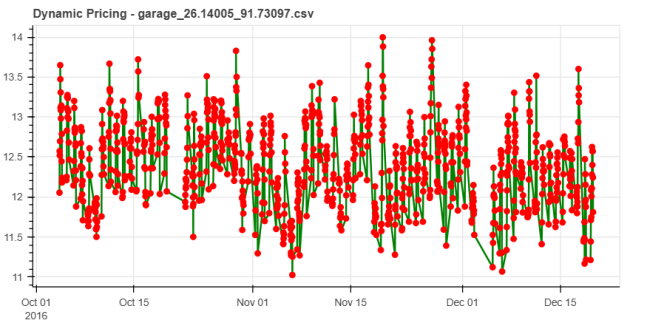 Dynamic Pricing - garage_26.14005_91.73097.csv
14
13.5
13
12.5
12
11.5
11
Oct 01
2016
Oct 15
Nov 01
Nov 15
Dec 01
Dec 15